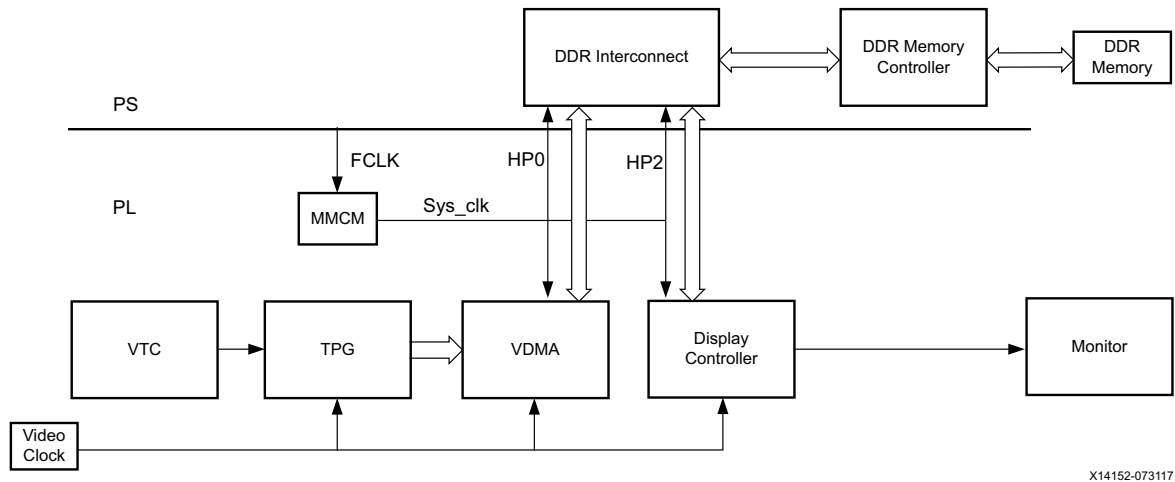 DDR Interconnect
DDR Memory
Controller
DDR
Memory
PS
FCLK
HP0
HP2
PL
MMCM
Sys_clk
VTC
TPG
VDMA
Display
Controller
Monitor
Video
Clock
X14152-073117